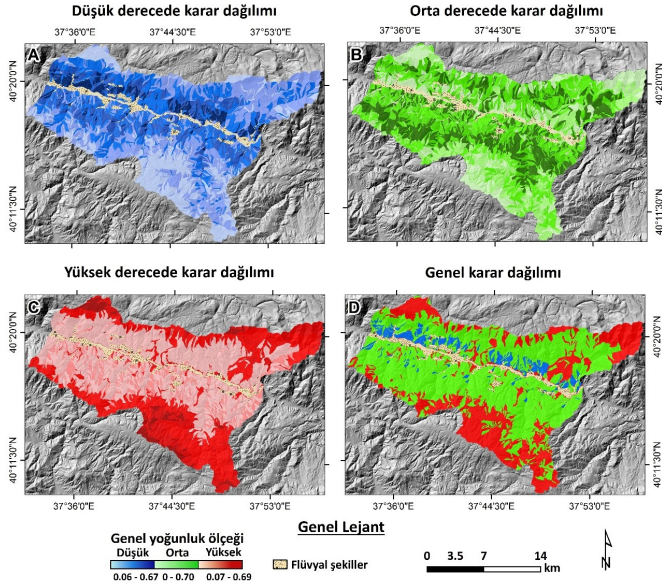 Düşük derecede karar dağılımı
Orta derecede karar dağılımı
37°36'0"E 37°44'30"E 37°53'0"E
37°36'0"E 37°44'30"E 37°53'0"E
A
B
40°20'0"N
40°20'0"N
40°11'30"N
40°11'30"N
Yüksek derecede karar dağılımı
Genel karar dağılımı
C
D
40°20'0"N
40°20'0"N
40°11'30"N
40°11'30"N
37°36'0"E 37°44'30"E 37°53'0"E
37°36'0"E 37°44'30"E 37°53'0"E
Genel Lejant
Genel yoğunluk ölçeği
Düşük Orta Yüksek
0.06 - 0.67 0 - 0.70 0.07 - 0.69
Flüvyal şekiller
0 3.5 7 14
km
N